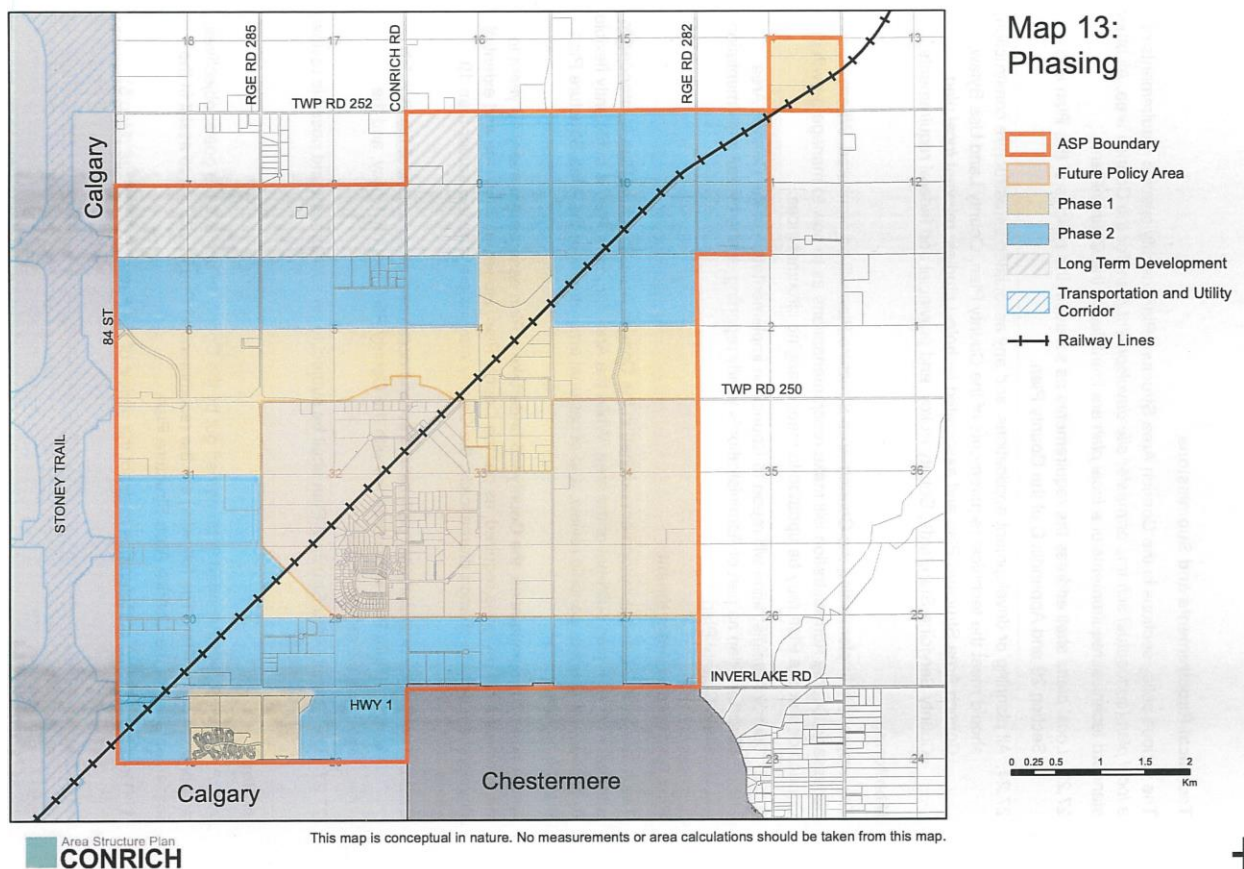 Map 13:
Phasing
ASP Boundary
Future Policy Area
Phase 1
Phase 2
Long Term Development
Transportation and Utility
Corridor
Railway Lines
0 0.25 0.5 1 1.5 2
Km
18 17 16 15 14 13
RGE RD 285
CONRICH RD
RGE RD 282
TWP RD 252
Calgary
7 8 9 10 11 12
84 ST
6 5 4 3 2 1
TWP RD 250
STONEY TRAIL
31 32 33 34 35 36
30 29 28 27 26 25
INVERLAKE RD
HWY 1
23 24
Calgary
Chestermere
This map is conceptual in nature. No measurements or area calculations should be taken from this map.
Area Structure Plan
CONRICH